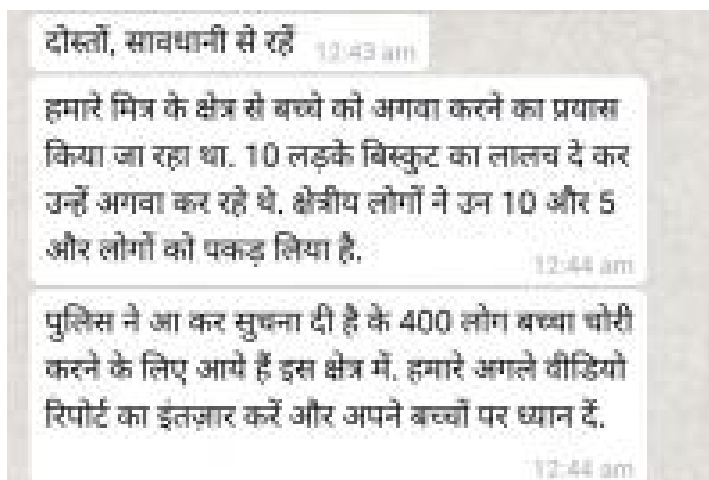 दोस्तों, सावधानी से रहें 12:43 am
हमारे मित्र के क्षेत्र से बच्चे को अगवा करने का प्रयास
किया जा रहा था. 10 लड़के बिस्कुट का लालच दे कर
उन्हें अगवा कर रहे थे. क्षेत्रीय लोगों ने उन 10 और 5
और लोगों को पकड़ लिया है.
12:44 am
पुलिस ने आ कर सुचना दी है के 400 लोग बच्चा चोरी
करने के लिए आये हैं इस क्षेत्र में. हमारे अगले वीडियो
रिपोर्ट का इंतज़ार करें और अपने बच्चों पर ध्यान दें.
12:44 am